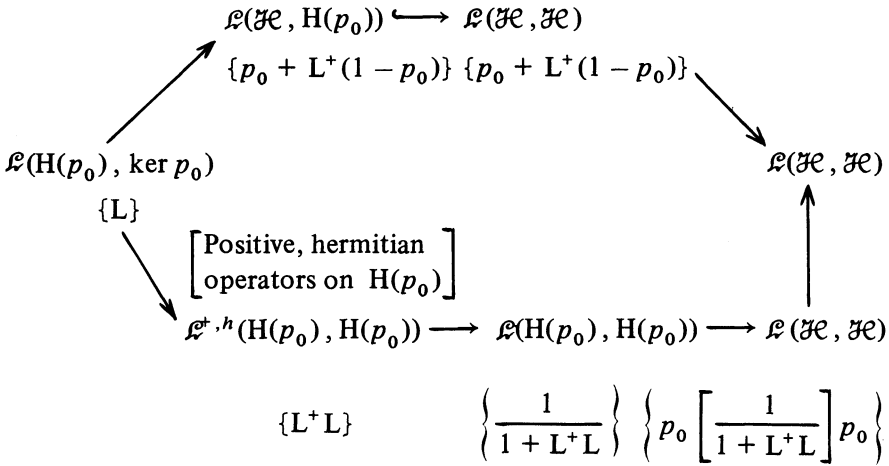 ℒ(ℋ, H(p₀)) ↪ ℒ(ℋ, ℋ)
{p₀ + L⁺(1 − p₀)} {p₀ + L⁺(1 − p₀)}
ℒ(H(p₀), ker p₀)
ℒ(ℋ, ℋ)
{L}
[Positive, hermitian
operators on H(p₀)]
ℒ⁺,ʰ(H(p₀), H(p₀)) → ℒ(H(p₀), H(p₀)) → ℒ(ℋ, ℋ)
{L⁺L} {1/(1 + L⁺L)} {p₀ [1/(1 + L⁺L)] p₀}